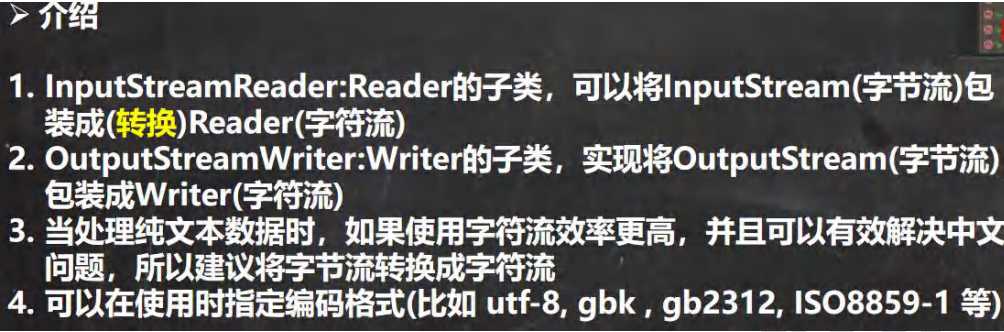 ➢ 介绍
1. InputStreamReader:Reader的子类，可以将InputStream(字节流)包
装成(转换)Reader(字符流)
2. OutputStreamWriter:Writer的子类，实现将OutputStream(字节流)
包装成Writer(字符流)
3. 当处理纯文本数据时，如果使用字符流效率更高，并且可以有效解决中文
问题，所以建议将字节流转换成字符流
4. 可以在使用时指定编码格式(比如 utf-8, gbk , gb2312, ISO8859-1 等)